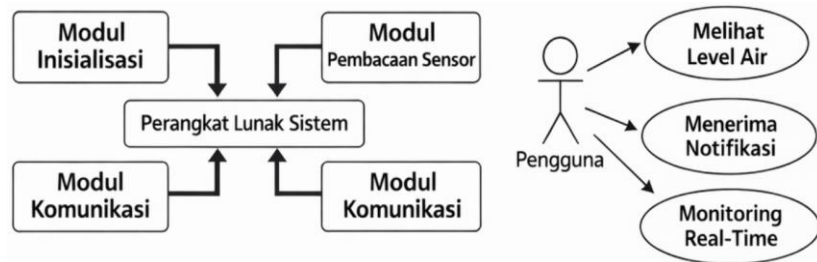 Modul
Inisialisasi
Modul
Pembacaan Sensor
Perangkat Lunak Sistem
Modul
Komunikasi
Modul
Komunikasi
Pengguna
Melihat
Level Air
Menerima
Notifikasi
Monitoring
Real-Time